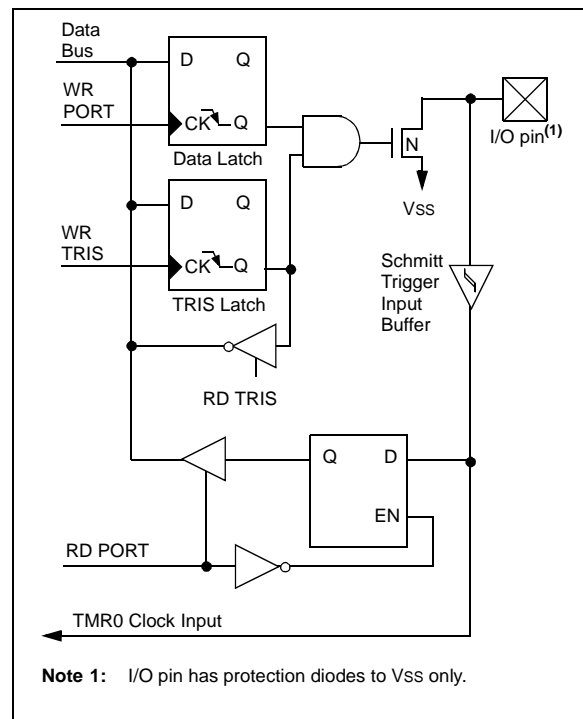 Data
Bus
D Q
WR
PORT
CK Q
Data Latch
N
I/O pin(1)
VSS
D Q
WR
TRIS
CK Q
TRIS Latch
Schmitt
Trigger
Input
Buffer
RD TRIS
Q D
EN
RD PORT
TMR0 Clock Input
Note 1: I/O pin has protection diodes to VSS only.